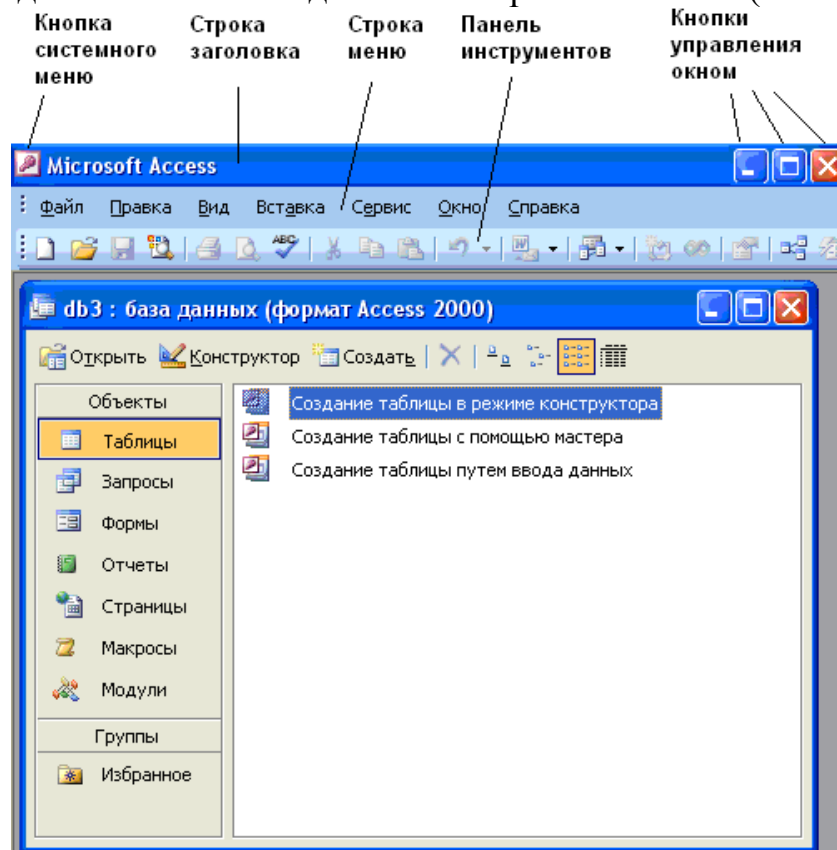 Кнопка системного меню
Строка заголовка
Строка меню
Панель инструментов
Кнопки управления окном
Microsoft Access
Файл Правка Вид Вставка Сервис Окно Справка
ABC
db3 : база данных (формат Access 2000)
Открыть Конструктор Создать
Объекты
Таблицы
Запросы
Формы
Отчеты
Страницы
Макросы
Модули
Группы
Избранное
Создание таблицы в режиме конструктора
Создание таблицы с помощью мастера
Создание таблицы путем ввода данных